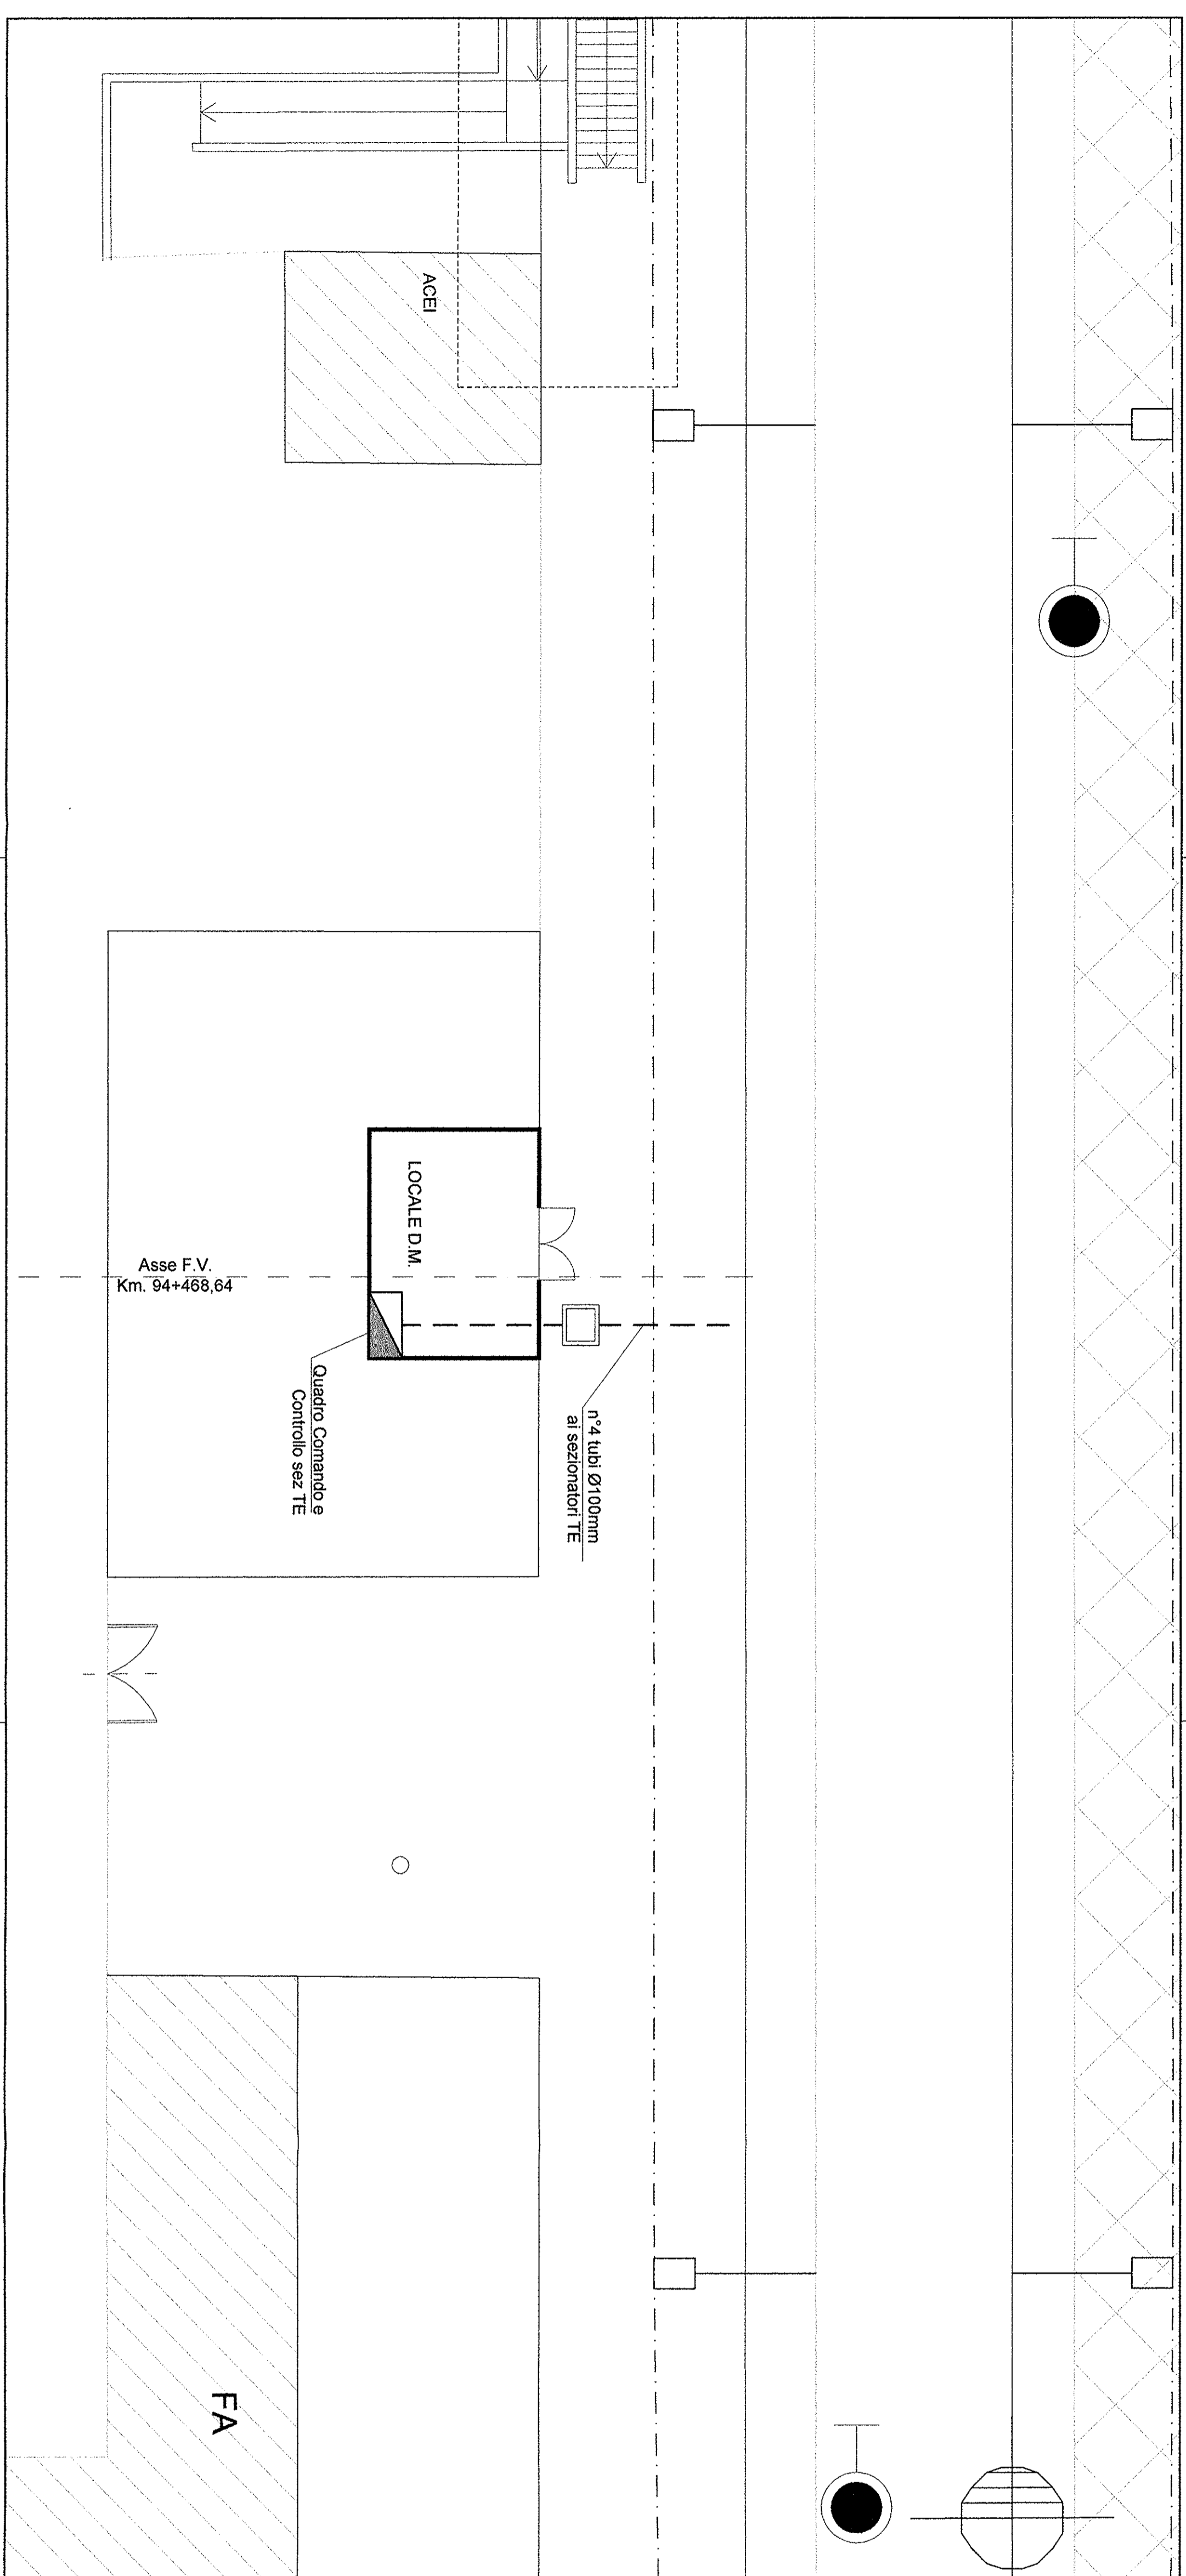 ACEI
LOCALE D.M.
Asse F.V.
Km. 94+468,64
Quadro Comando e
Controllo sez TE
n°4 tubi Ø100mm
ai sezionatori TE
FA